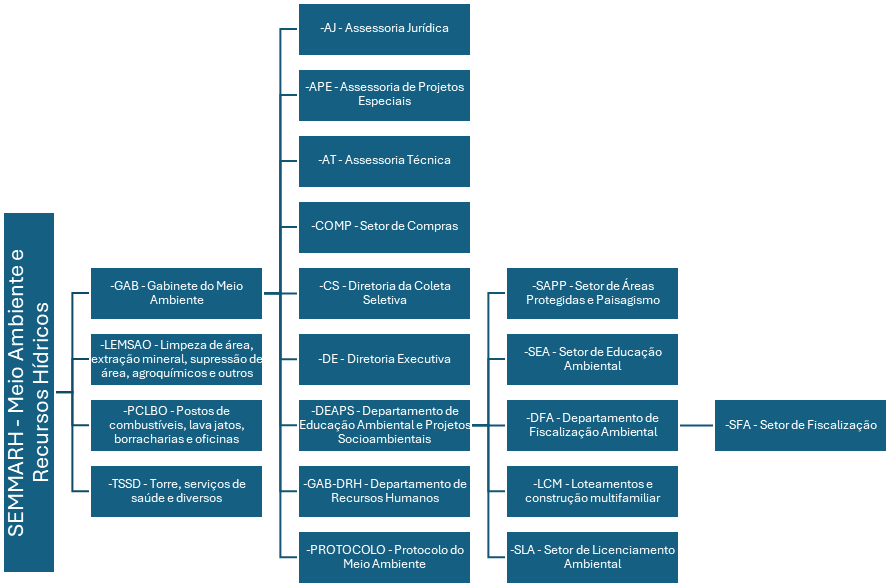 SEMMARH - Meio Ambiente e
Recursos Hídricos
-GAB - Gabinete do Meio
Ambiente
-AJ - Assessoria Jurídica
-APE - Assessoria de Projetos
Especiais
-AT - Assessoria Técnica
-COMP - Setor de Compras
-CS - Diretoria da Coleta
Seletiva
-DE - Diretoria Executiva
-DEAPS - Departamento de
Educação Ambiental e Projetos
Socioambientais
-SAPP - Setor de Áreas
Protegidas e Paisagismo
-SEA - Setor de Educação
Ambiental
-DFA - Departamento de
Fiscalização Ambiental
-SFA - Setor de Fiscalização
-LCM - Loteamentos e
construção multifamiliar
-SLA - Setor de Licenciamento
Ambiental
-GAB-DRH - Departamento de
Recursos Humanos
-PROTOCOLO - Protocolo do
Meio Ambiente
-LEMSAO - Limpeza de área,
extração mineral, supressão de
área, agroquímicos e outros
-PCLBO - Postos de
combustíveis, lava jatos,
borracharias e oficinas
-TSSD - Torre, serviços de
saúde e diversos